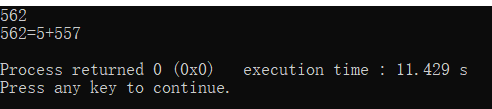 562
562=5+557
Process returned 0 (0x0)   execution time : 11.429 s
Press any key to continue.